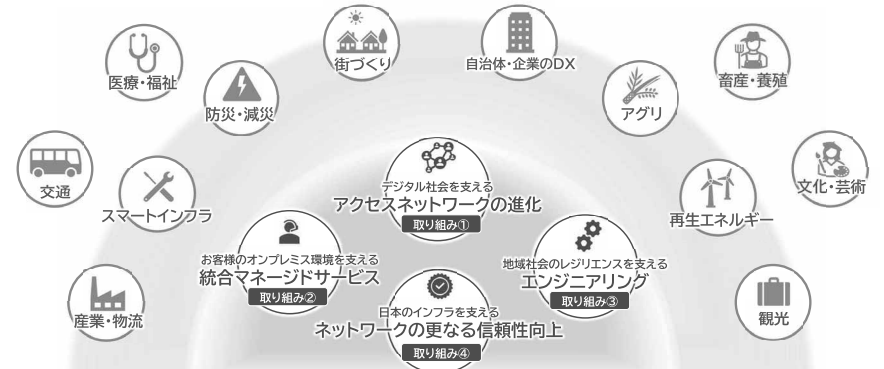 医療・福祉
防災・減災
街づくり
自治体・企業のDX
アグリ
畜産・養殖
交通
スマートインフラ
デジタル社会を支える
アクセスネットワークの進化
取り組み①
再生エネルギー
文化・芸術
お客様のオンプレミス環境を支える
統合マネージドサービス
取り組み②
地域社会のレジリエンスを支える
エンジニアリング
取り組み③
産業・物流
日本のインフラを支える
ネットワークの更なる信頼性向上
取り組み④
観光